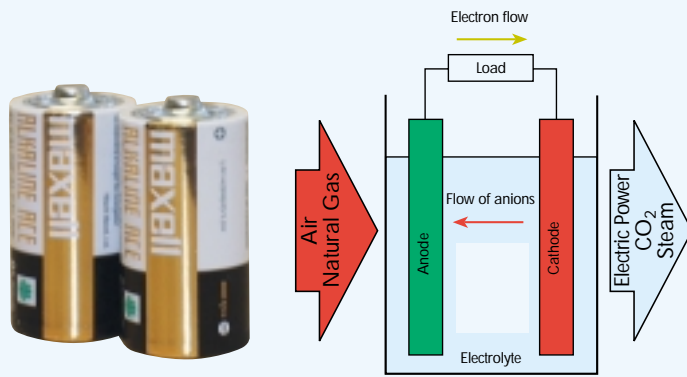 maxell
ALKALINE ACE
maxell
ALKALINE ACE
Electron flow
Load
Air
Natural Gas
Flow of anions
Anode
Cathode
Electrolyte
Electric Power
CO₂
Steam